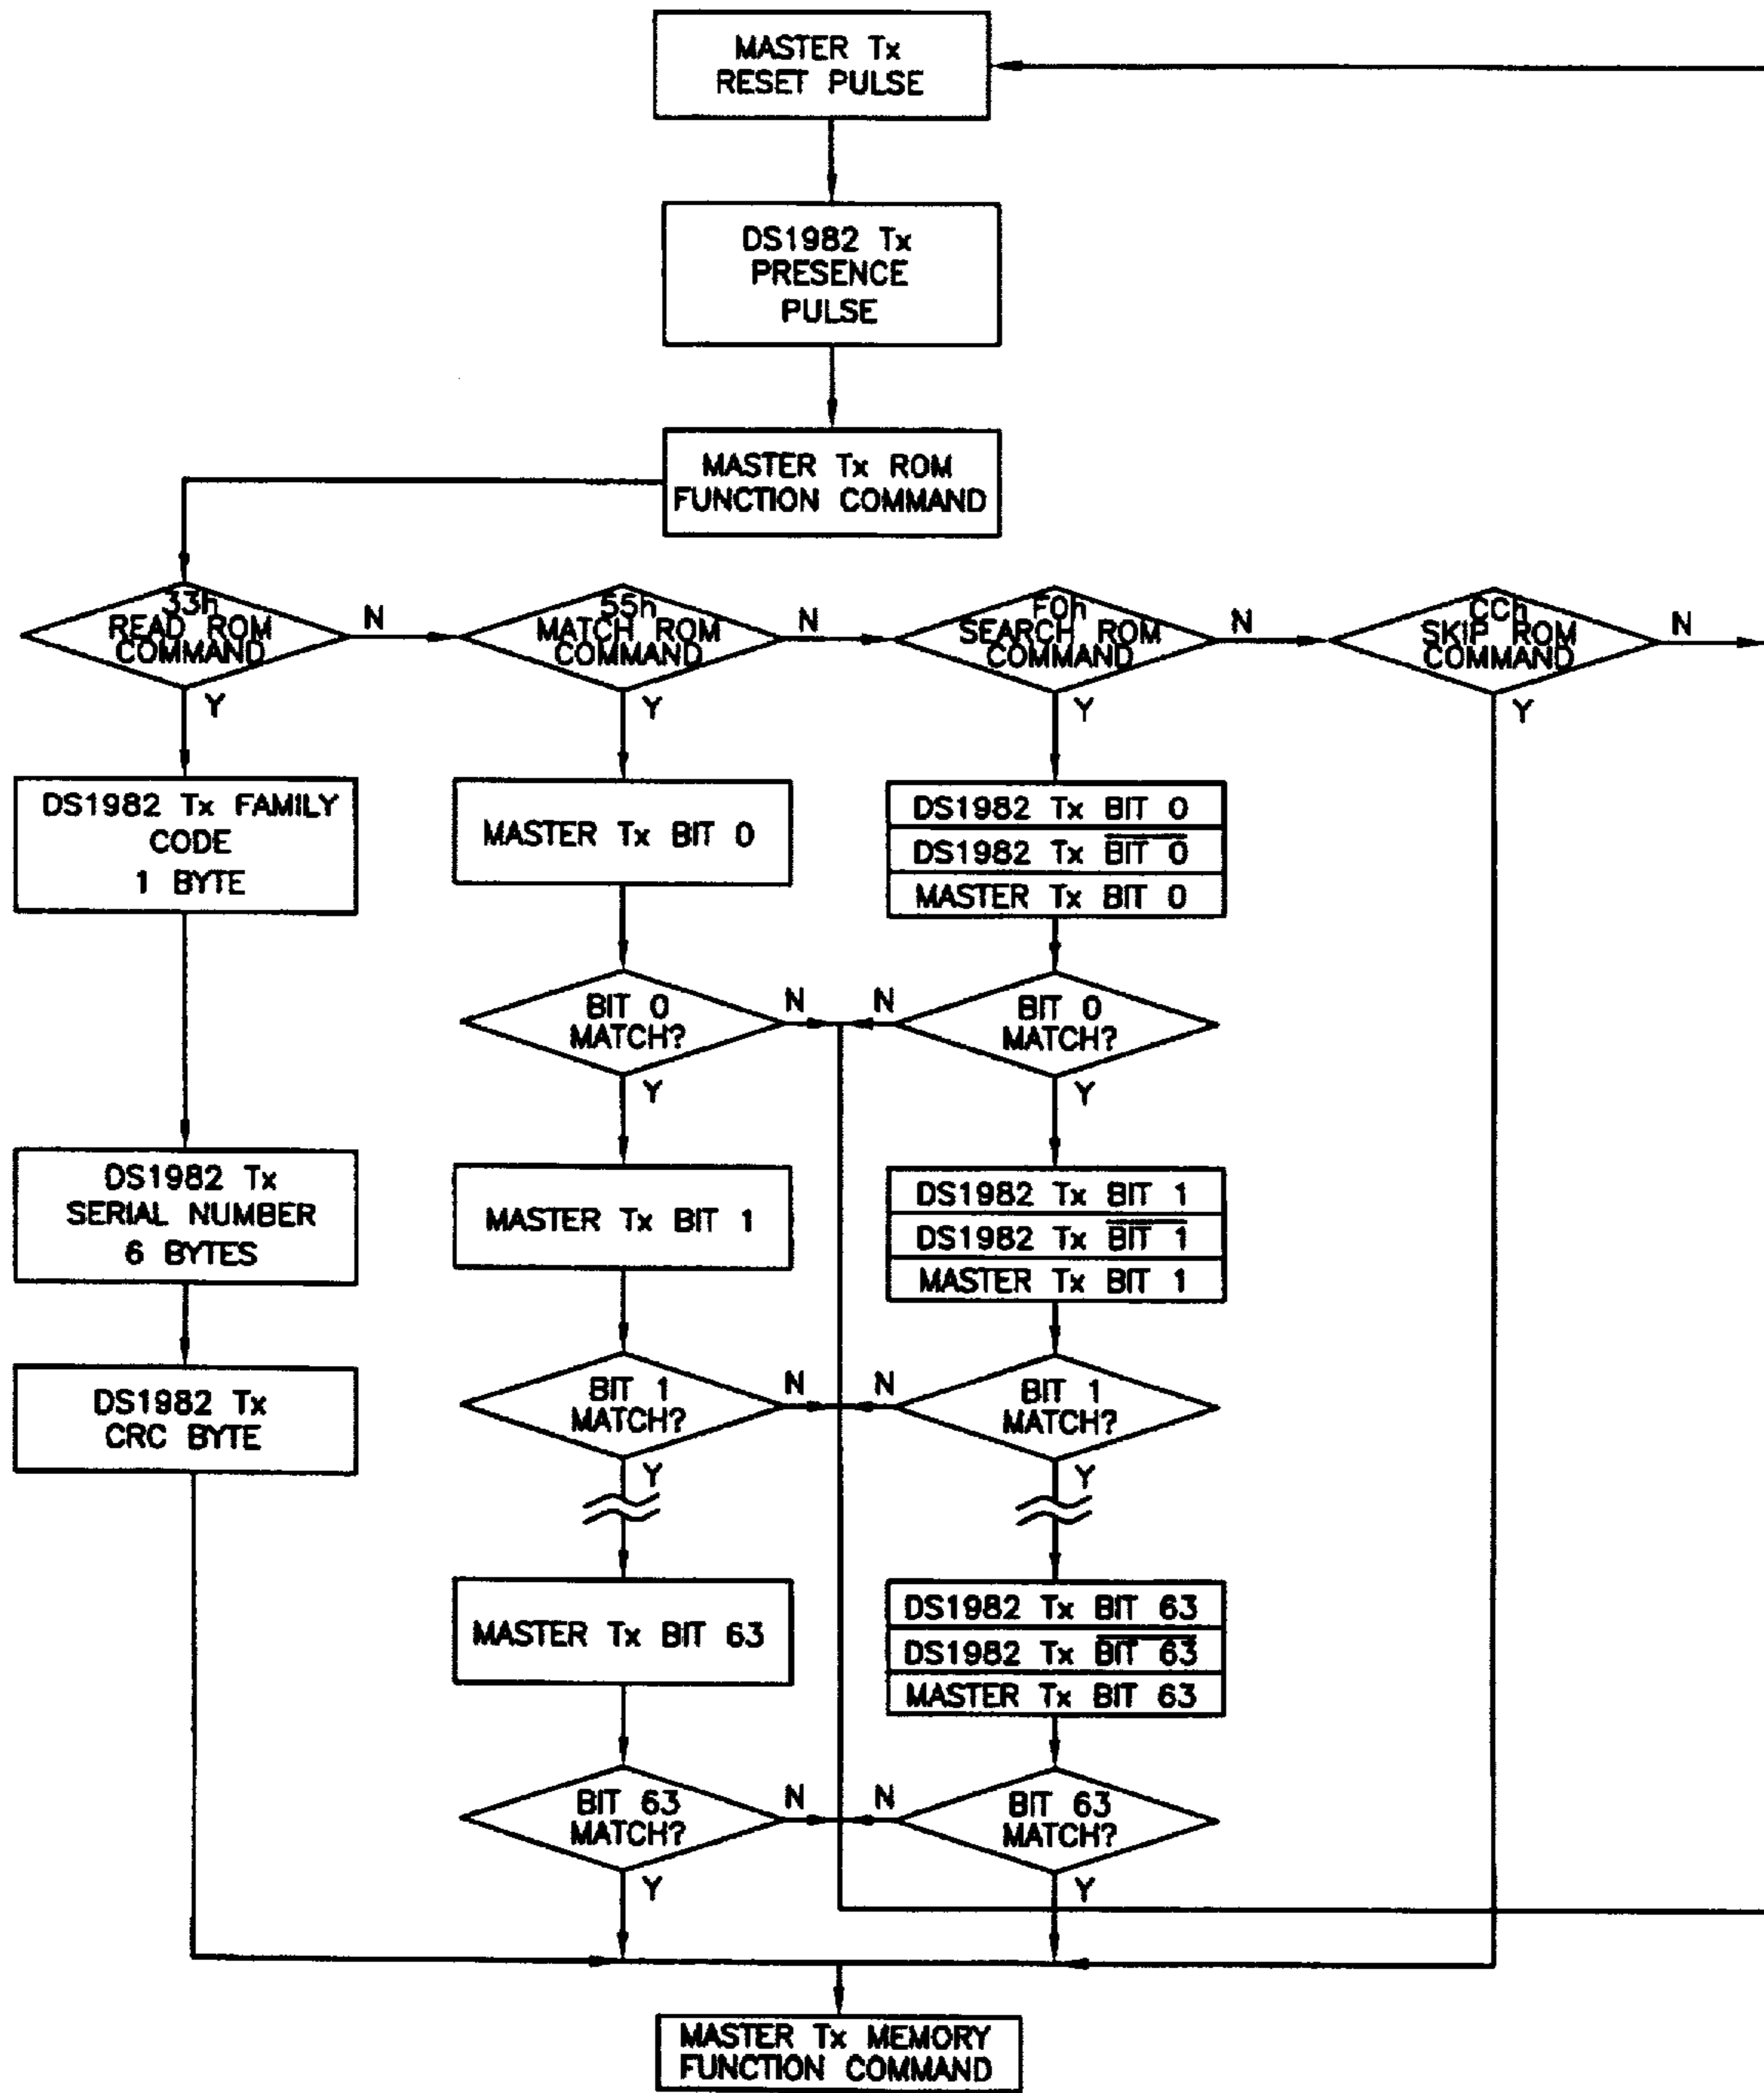 MASTER Tx
RESET PULSE
DS1982 Tx
PRESENCE
PULSE
MASTER Tx ROM
FUNCTION COMMAND
33h
READ ROM
COMMAND
N
Y
55h
MATCH ROM
COMMAND
N
Y
F0h
SEARCH ROM
COMMAND
N
Y
CCh
SKIP ROM
COMMAND
N
Y
DS1982 Tx FAMILY
CODE
1 BYTE
DS1982 Tx
SERIAL NUMBER
6 BYTES
DS1982 Tx
CRC BYTE
MASTER Tx BIT 0
BIT 0
MATCH?
N
Y
MASTER Tx BIT 1
BIT 1
MATCH?
N
Y
MASTER Tx BIT 63
BIT 63
MATCH?
N
Y
DS1982 Tx BIT 0
DS1982 Tx B̅I̅T̅ ̅0̅
MASTER Tx BIT 0
BIT 0
MATCH?
N
Y
DS1982 Tx BIT 1
DS1982 Tx B̅I̅T̅ ̅1̅
MASTER Tx BIT 1
BIT 1
MATCH?
N
Y
DS1982 Tx BIT 63
DS1982 Tx B̅I̅T̅ ̅6̅3̅
MASTER Tx BIT 63
BIT 63
MATCH?
N
Y
MASTER Tx MEMORY
FUNCTION COMMAND